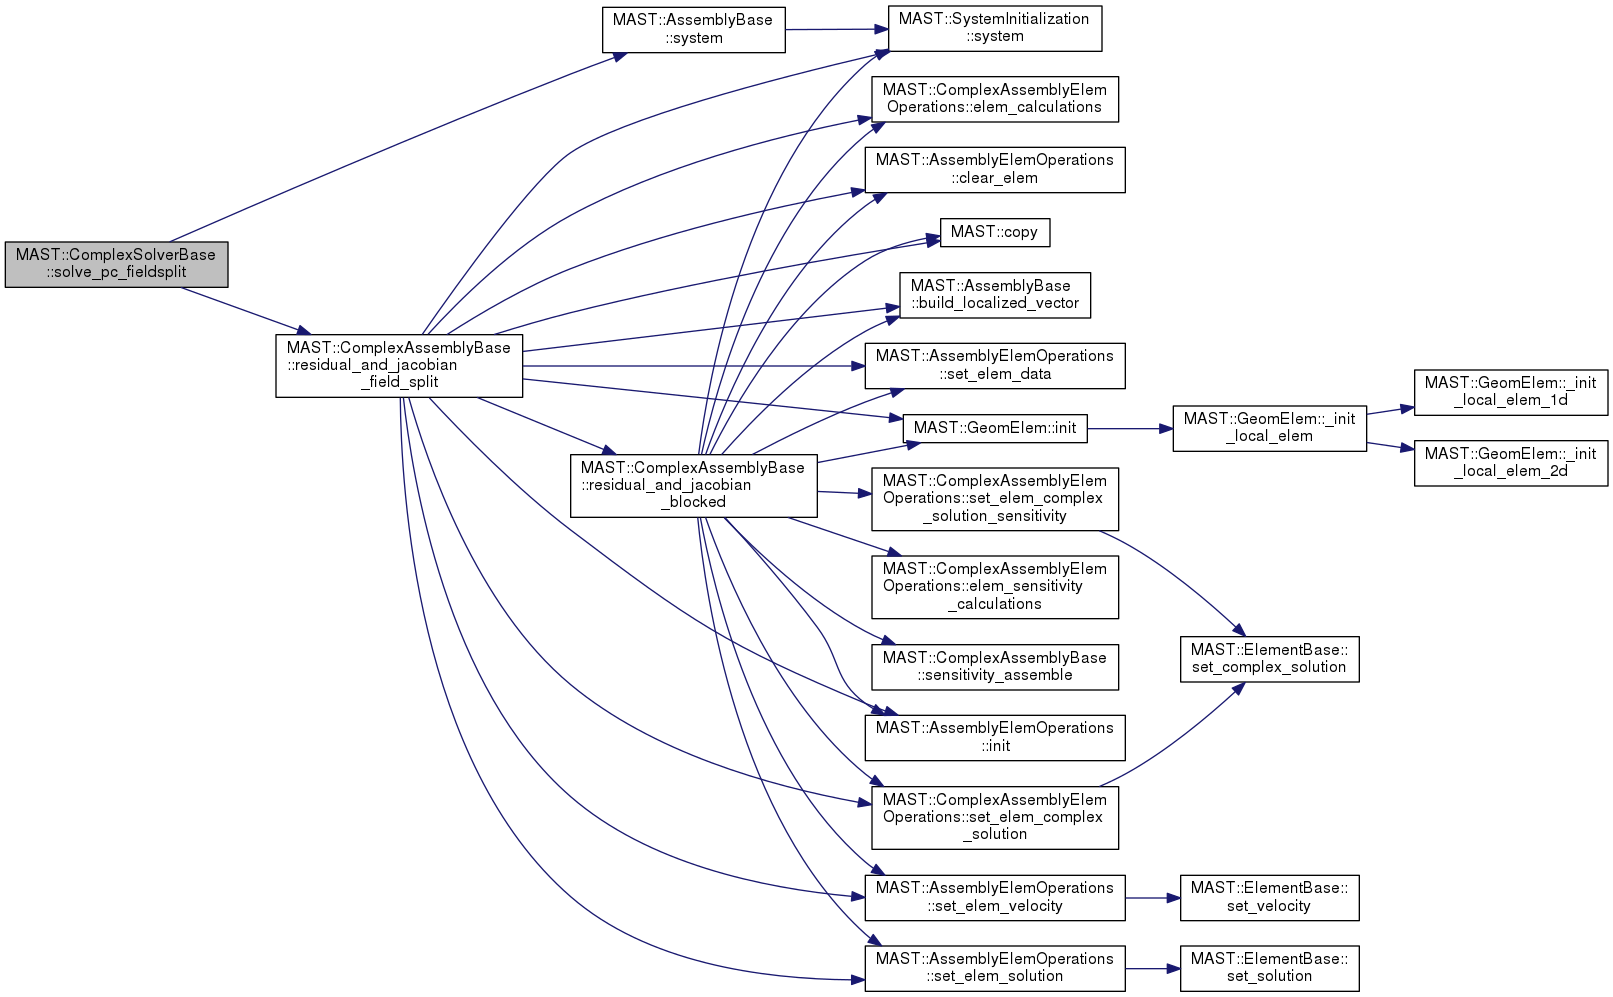 MAST::ComplexSolverBase
::solve_pc_fieldsplit
MAST::AssemblyBase
::system
MAST::ComplexAssemblyBase
::residual_and_jacobian
_field_split
MAST::ComplexAssemblyBase
::residual_and_jacobian
_blocked
MAST::SystemInitialization
::system
MAST::ComplexAssemblyElem
Operations::elem_calculations
MAST::AssemblyElemOperations
::clear_elem
MAST::copy
MAST::AssemblyBase
::build_localized_vector
MAST::AssemblyElemOperations
::set_elem_data
MAST::GeomElem::init
MAST::ComplexAssemblyElem
Operations::set_elem_complex
_solution_sensitivity
MAST::ComplexAssemblyElem
Operations::elem_sensitivity
_calculations
MAST::ComplexAssemblyBase
::sensitivity_assemble
MAST::AssemblyElemOperations
::init
MAST::ComplexAssemblyElem
Operations::set_elem_complex
_solution
MAST::AssemblyElemOperations
::set_elem_velocity
MAST::AssemblyElemOperations
::set_elem_solution
MAST::GeomElem::_init
_local_elem
MAST::ElementBase::
set_complex_solution
MAST::ElementBase::
set_velocity
MAST::ElementBase::
set_solution
MAST::GeomElem::_init
_local_elem_1d
MAST::GeomElem::_init
_local_elem_2d